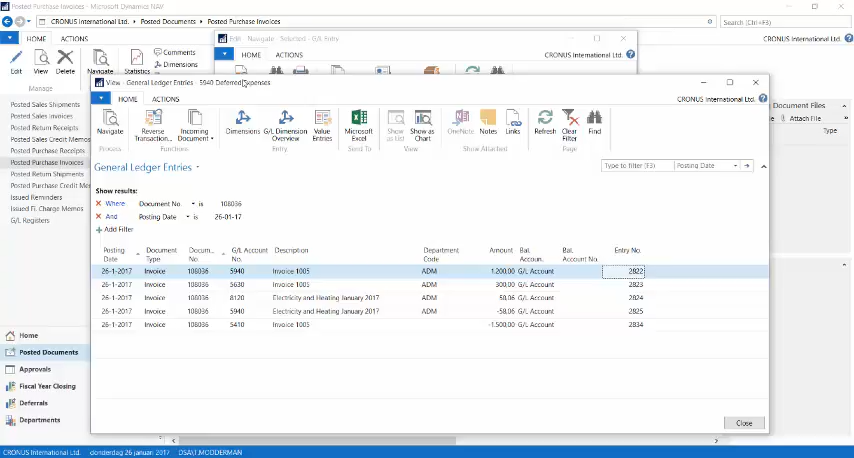 Posted Purchase Invoices - Microsoft Dynamics NAV
CRONUS International Ltd. Posted Documents Posted Purchase Invoices
Search (Ctrl+F3)
HOME ACTIONS
CRONUS International Ltd.
Edit View Delete Navigate Statistics
Comments
Dimensions
Manage
Posted Sales Shipments
Posted Sales Invoices
Posted Return Receipts
Posted Sales Credit Memos
Posted Purchase Receipts
Posted Purchase Invoices
Posted Return Shipments
Posted Purchase Credit Me
Issued Reminders
Issued Fi. Charge Memos
G/L Registers
Home
Posted Documents
Approvals
Fiscal Year Closing
Deferrals
Departments
Edit - Navigate - Selected - G/L Entry
HOME ACTIONS
CRONUS International Ltd.
View - General Ledger Entries - 5940 Deferred Expenses
HOME ACTIONS
CRONUS International Ltd.
Navigate
Reverse Transaction...
Incoming Document
Dimensions
G/L Dimension Overview
Value Entries
Microsoft Excel
Show as List
Show as Chart
OneNote
Notes
Links
Refresh
Clear Filter
Find
Process Functions Entry Send To View Show Attached Page
General Ledger Entries
Type to filter (F3) Posting Date
Show results:
Where Document No. is 108036
And Posting Date is 26-01-17
Add Filter
Posting Date Document Type Docum... No. G/L Account No. Description Department Code Amount Bal. Accoun... Bal. Account No. Entry No.
26-1-2017 Invoice 108036 5940 Invoice 1005 ADM 1.200,00 G/L Account 2822
26-1-2017 Invoice 108036 5630 Invoice 1005 ADM 300,00 G/L Account 2823
26-1-2017 Invoice 108036 8120 Electricity and Heating January 2017 ADM 58,06 G/L Account 2824
26-1-2017 Invoice 108036 5940 Electricity and Heating January 2017 ADM -58,06 G/L Account 2825
26-1-2017 Invoice 108036 5410 Invoice 1005 -1.500,00 G/L Account 2834
Close
Document Files
Attach File
Type
CRONUS International Ltd. donderdag 26 januari 2017 DSA\T.MODDERMAN